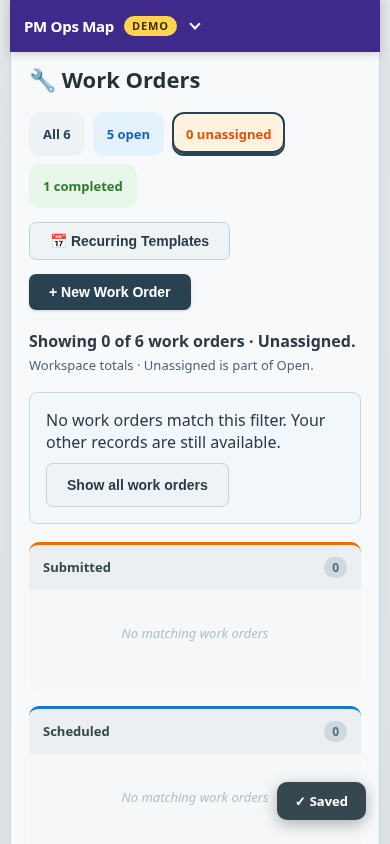 PM Ops Map DEMO
🔧 Work Orders
All 6 5 open 0 unassigned
1 completed
📅 Recurring Templates
+ New Work Order
Showing 0 of 6 work orders · Unassigned.
Workspace totals · Unassigned is part of Open.
No work orders match this filter. Your
other records are still available.
Show all work orders
Submitted 0
No matching work orders
Scheduled 0
No matching work orders
✓ Saved